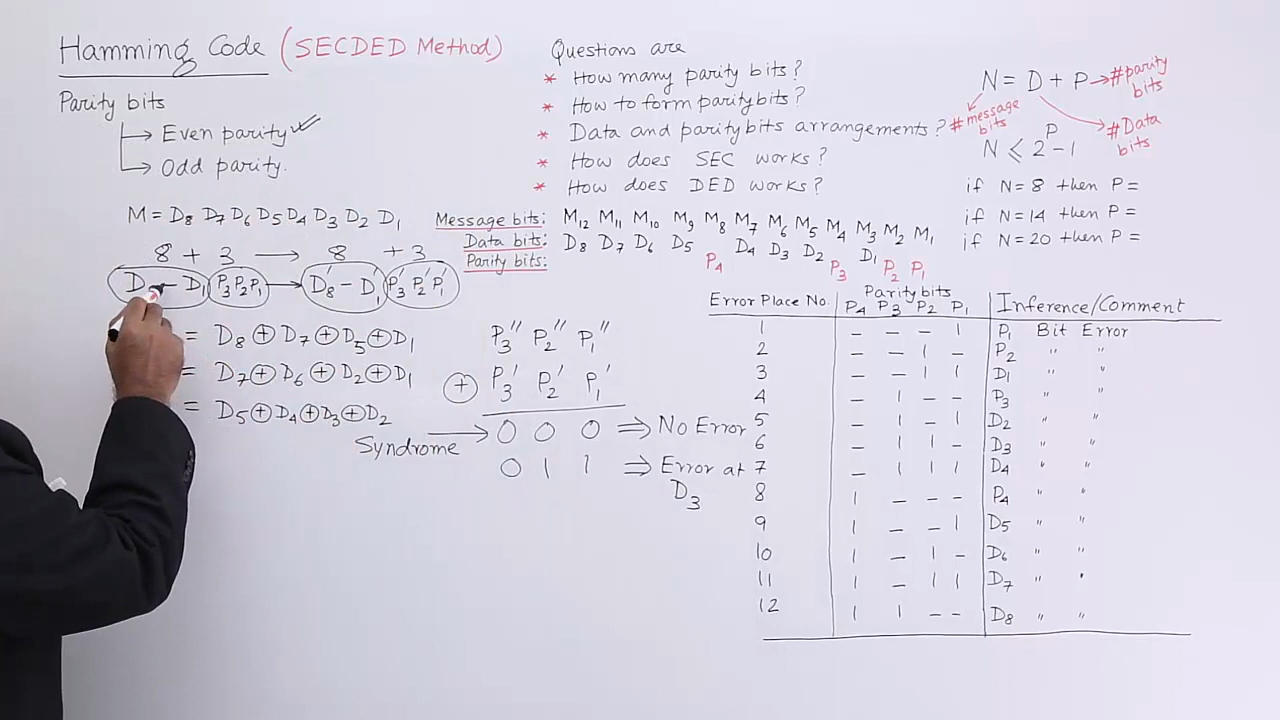 Hamming Code (SECDED Method)
Parity bits
→ Even parity ✓
→ Odd parity.
M = D8 D7 D6 D5 D4 D3 D2 D1
8 + 3 → 8 + 3
D – D1 P3 P2 P1 → D8' – D1' P3' P2' P1'
= D8 ⊕ D7 ⊕ D5 ⊕ D1
= D7 ⊕ D6 ⊕ D2 ⊕ D1
= D5 ⊕ D4 ⊕ D3 ⊕ D2
P3'' P2'' P1''
⊕ P3' P2' P1'
Syndrome → 0 0 0 ⇒ No Error
0 1 1 ⇒ Error at
D3
Questions are
* How many parity bits?
* How to form parity bits?
* Data and parity bits arrangements?
* How does SEC works?
* How does DED works?
N = D + P → #parity bits
#message bits
#Data bits
N ≤ 2^P - 1
if N = 8 then P =
if N = 14 then P =
if N = 20 then P =
Message bits: M12 M11 M10 M9 M8 M7 M6 M5 M4 M3 M2 M1
Data bits: D8 D7 D6 D5 D4 D3 D2 D1
Parity bits: P4 P3 P2 P1
Error Place No. Parity bits Inference/Comment
P4 P3 P2 P1
1 – – – 1 P1 Bit Error
2 – – 1 – P2 " "
3 – – 1 1 D1 " "
4 – 1 – – P3 " "
5 – 1 – 1 D2 " "
6 – 1 1 – D3 " "
7 – 1 1 1 D4 " "
8 1 – – – P4 " "
9 1 – – 1 D5 " "
10 1 – 1 – D6 " "
11 1 – 1 1 D7 " "
12 1 1 – – D8 " "